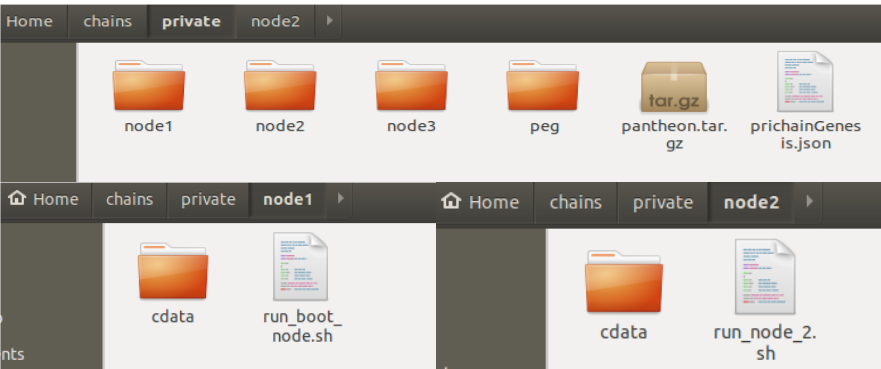 Home chains private node2
node1 node2 node3 peg pantheon.tar.
gz prichainGenes
is.json
tar.gz
Home chains private node1
cdata run_boot_
node.sh
nts
Home chains private node2
cdata run_node_2.
sh